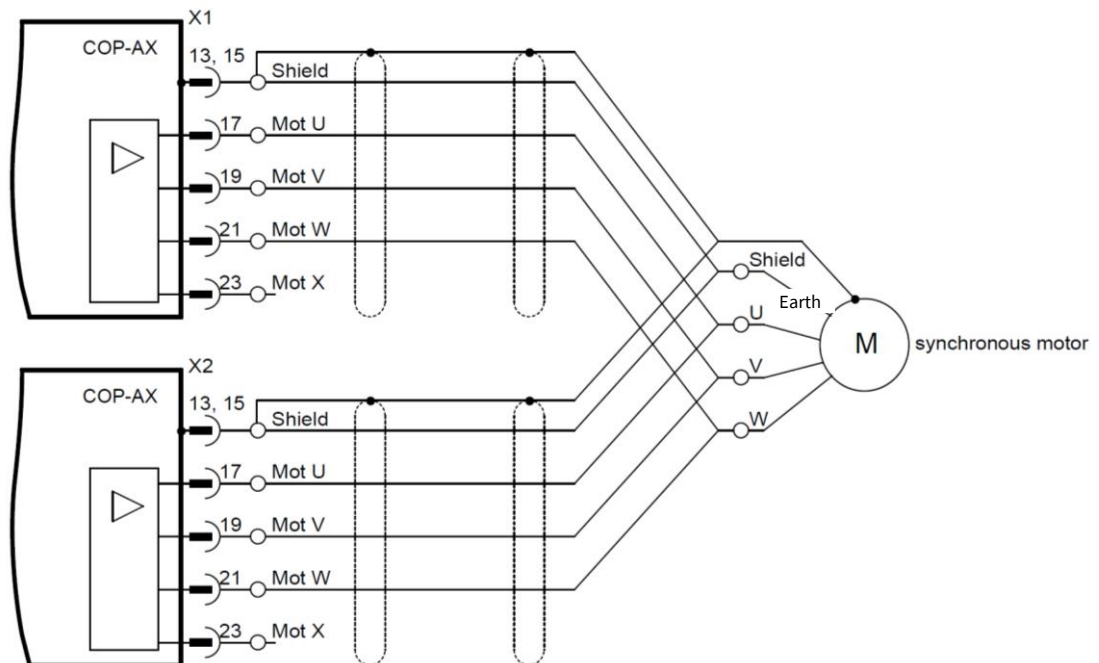 X1
COP-AX
13, 15
Shield
17
Mot U
19
Mot V
21
Mot W
23
Mot X
X2
COP-AX
13, 15
Shield
17
Mot U
19
Mot V
21
Mot W
23
Mot X
Shield
Earth
U
V
W
M
synchronous motor